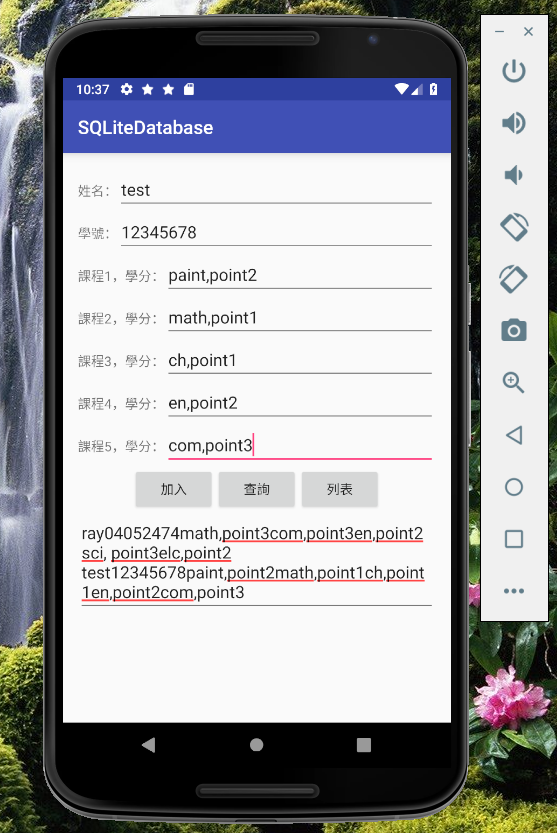 10:37
SQLiteDatabase
姓名： test
學號： 12345678
課程1，學分： paint,point2
課程2，學分： math,point1
課程3，學分： ch,point1
課程4，學分： en,point2
課程5，學分： com,point3
加入 查詢 列表
ray04052474math,point3com,point3en,point2
sci, point3elc,point2
test12345678paint,point2math,point1ch,point
1en,point2com,point3